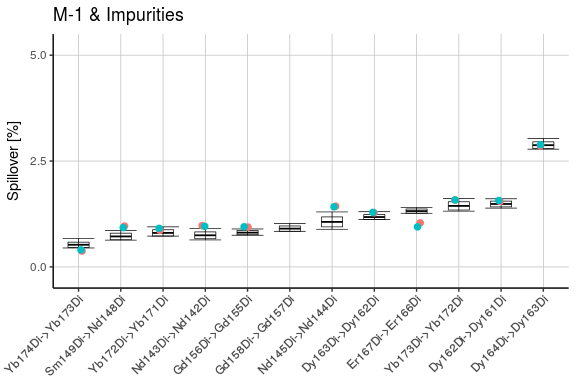 M-1 & Impurities
Spillover [%]
5.0
2.5
0.0
Yb174Di->Yb173Di
Sm149Di->Nd148Di
Yb172Di->Yb171Di
Nd143Di->Nd142Di
Gd156Di->Gd155Di
Gd158Di->Gd157Di
Nd145Di->Nd144Di
Dy163Di->Dy162Di
Er167Di->Er166Di
Yb173Di->Yb172Di
Dy162Di->Dy161Di
Dy164Di->Dy163Di